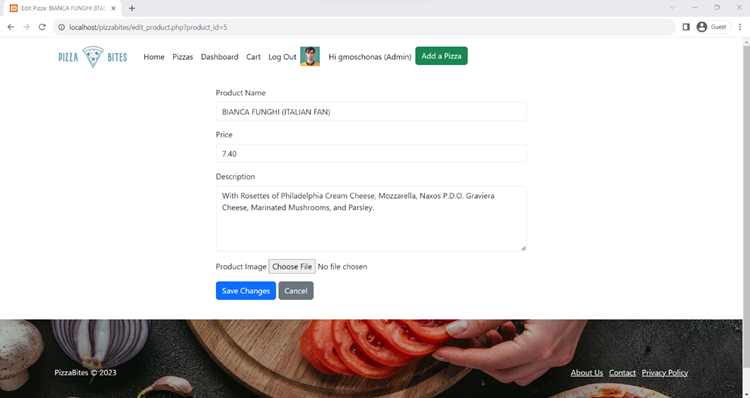 Edit Pizza: BIANCA FUNGHI (ITAL
localhost/pizzabites/edit_product.php?product_id=5
Guest
PIZZA BITES
Home Pizzas Dashboard Cart Log Out Hi gmoschonas (Admin) Add a Pizza
Product Name
BIANCA FUNGHI (ITALIAN FAN)
Price
7.40
Description
With Rosettes of Philadelphia Cream Cheese, Mozzarella, Naxos P.D.O. Graviera
Cheese, Marinated Mushrooms, and Parsley.
Product Image Choose File No file chosen
Save Changes Cancel
PizzaBites © 2023
About Us Contact Privacy Policy